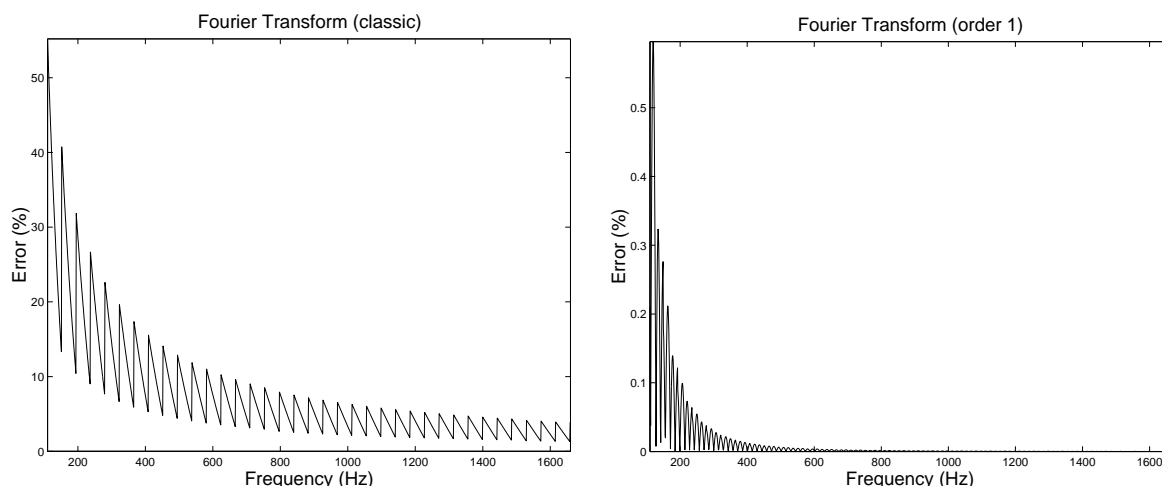 Fourier Transform (classic)
50
40
30
20
10
0
Error (%)
200 400 600 800 1000 1200 1400 1600
Frequency (Hz)
Fourier Transform (order 1)
0.5
0.4
0.3
0.2
0.1
0
Error (%)
200 400 600 800 1000 1200 1400 1600
Frequency (Hz)